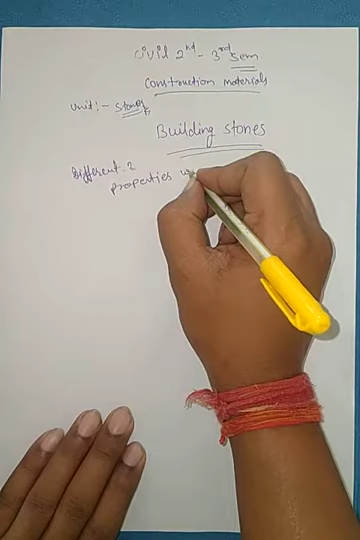 Civil 2nd - 3rd sem
Construction materials
Unit:- Stones
Building stones
Different-2
properties